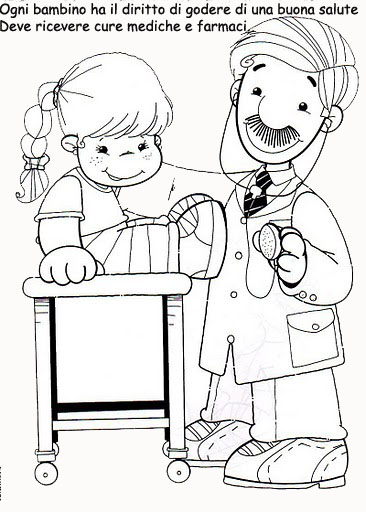 Ogni bambino ha il diritto di godere di una buona salute
Deve ricevere cure mediche e farmaci.